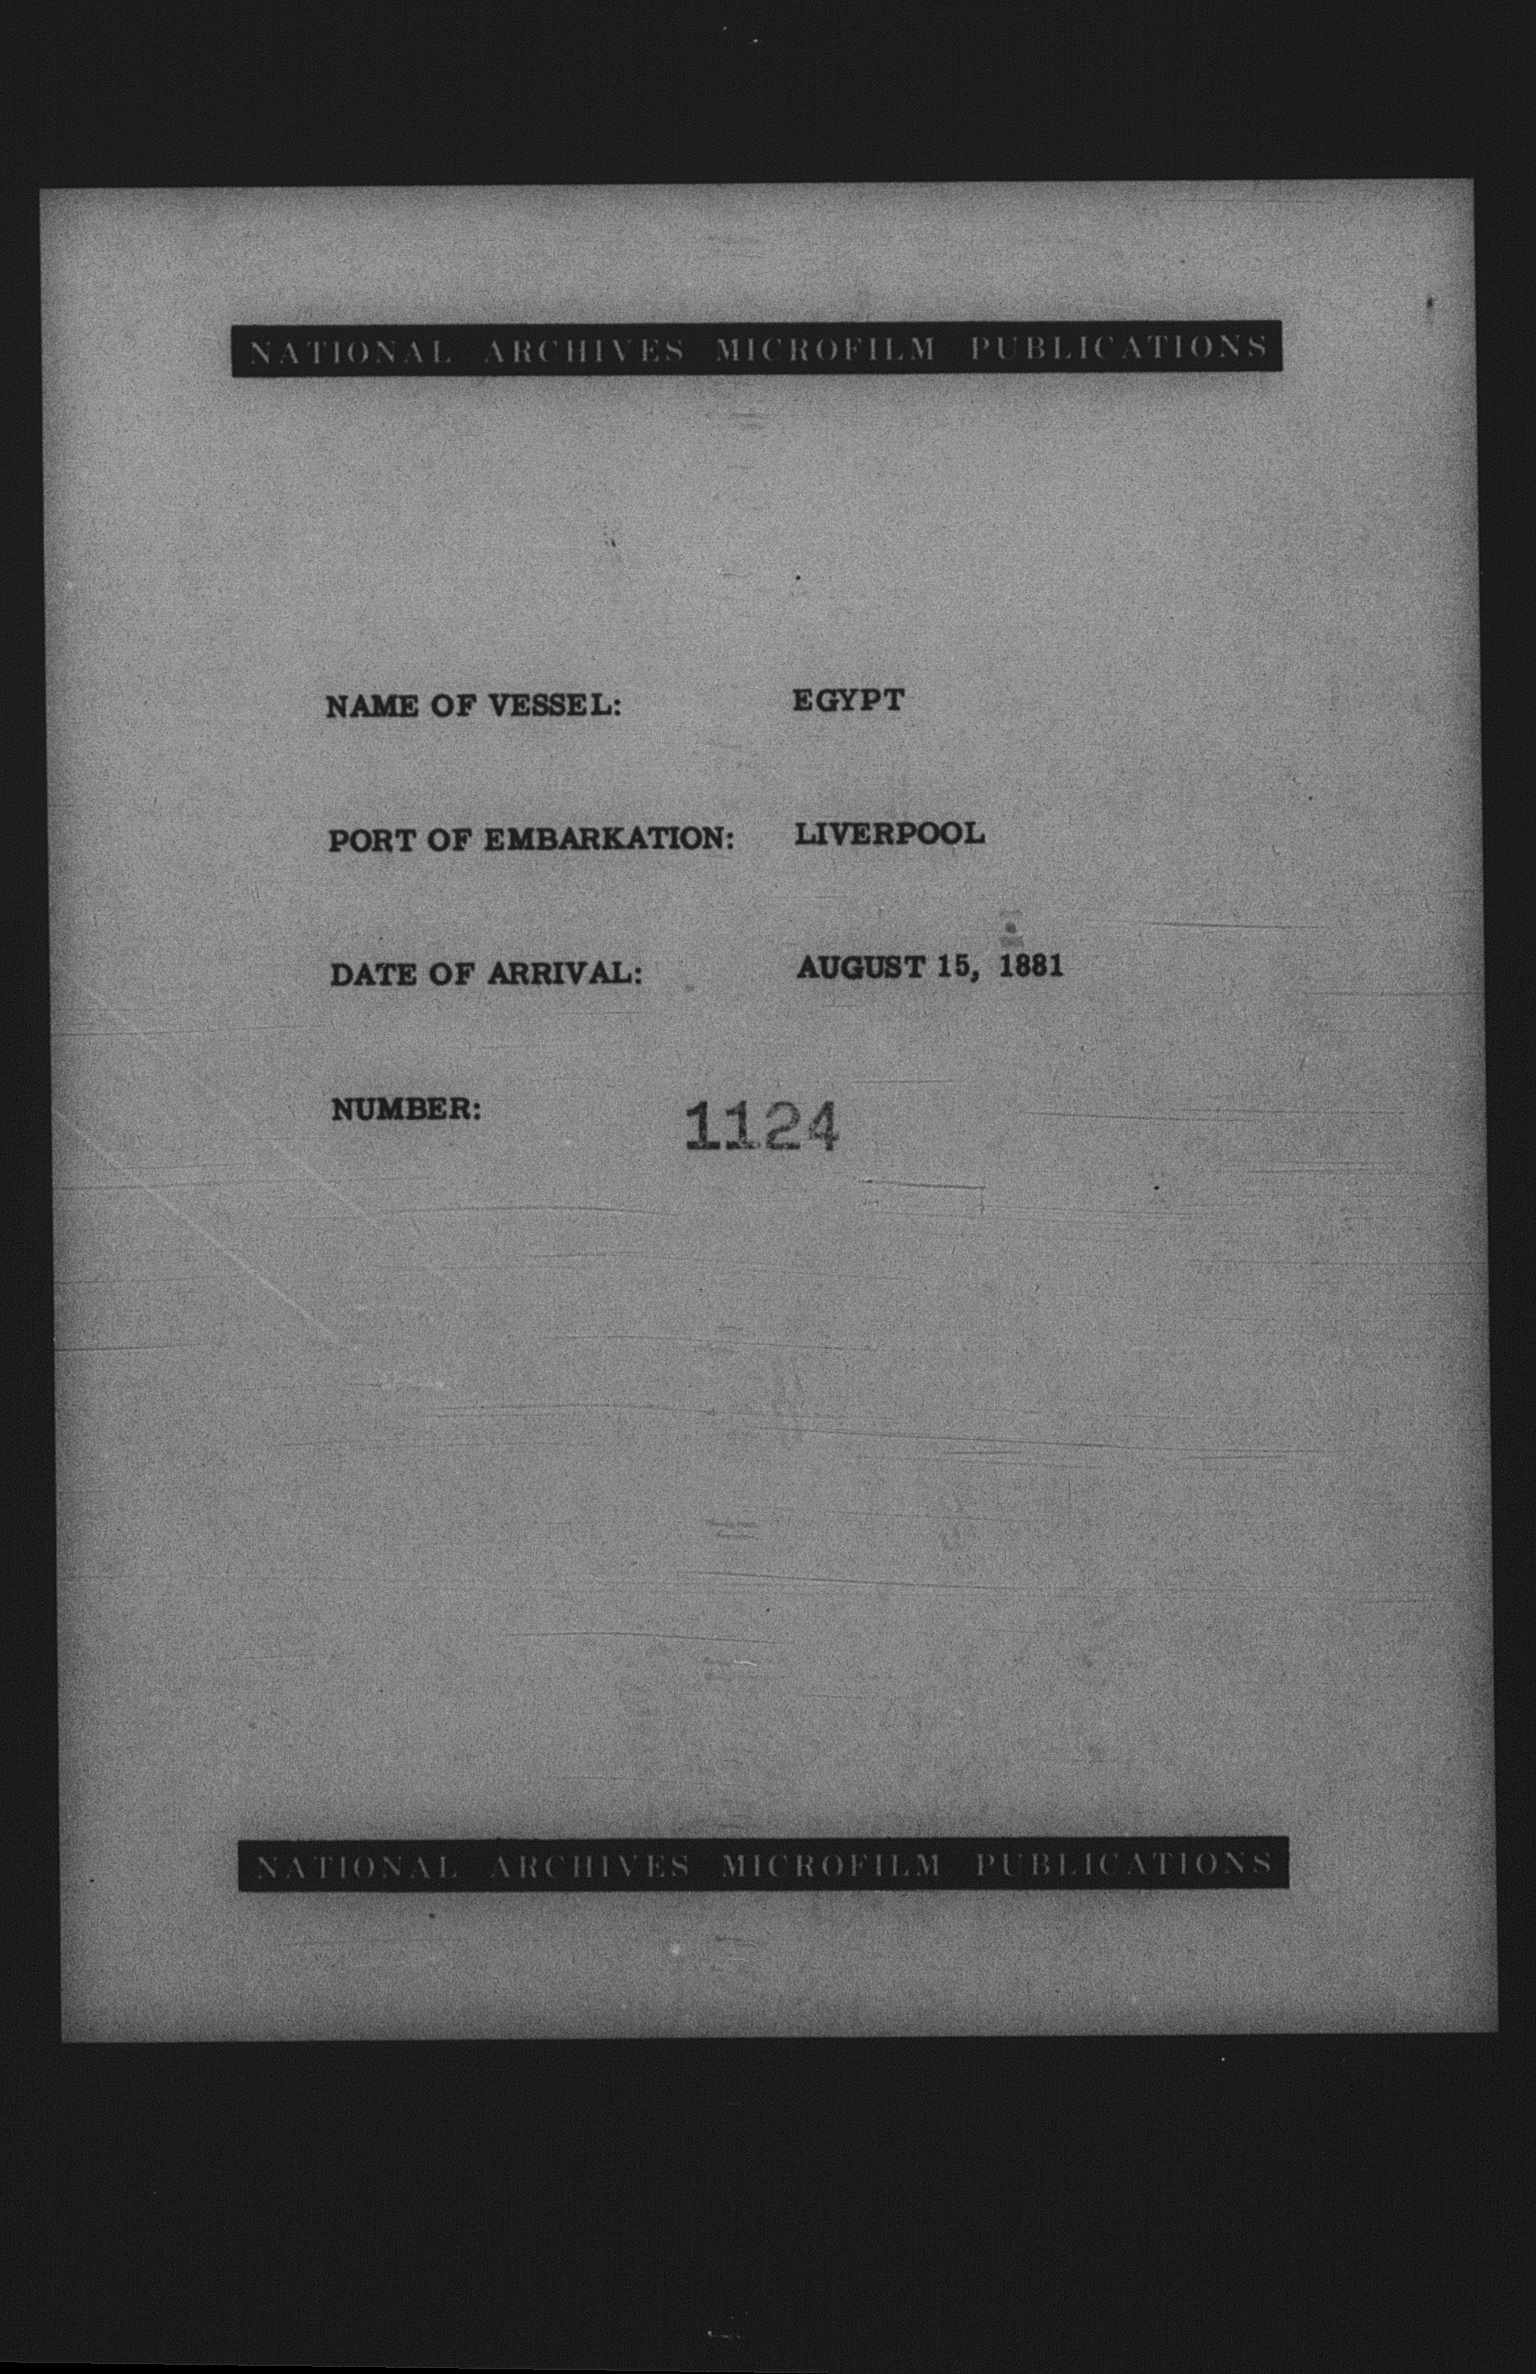 NATIONAL ARCHIVES MICROFILM PUBLICATIONS
NAME OF VESSEL: EGYPT
PORT OF EMBARKATION: LIVERPOOL
DATE OF ARRIVAL: AUGUST 15, 1881
NUMBER: 1124
NATIONAL ARCHIVES MICROFILM PUBLICATIONS